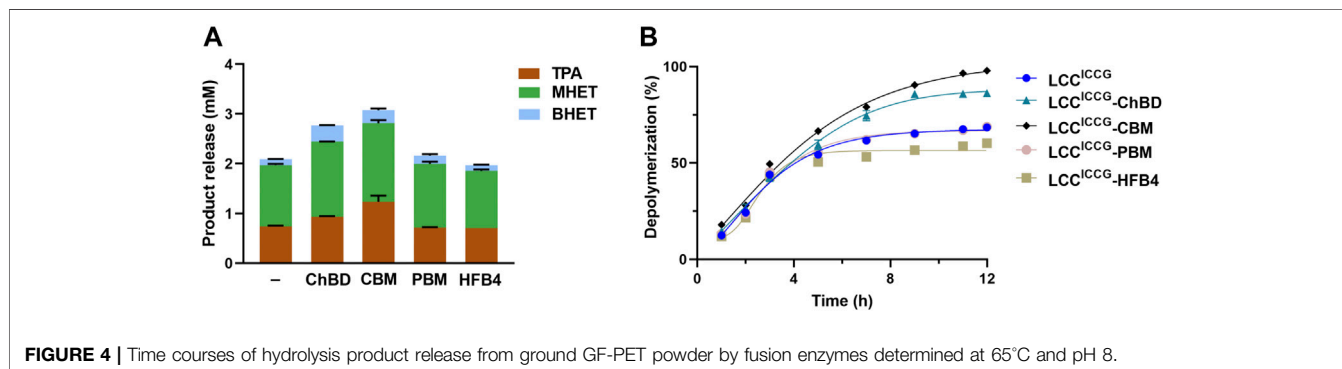 A
Product release (mM)
4
3
2
1
0
– ChBD CBM PBM HFB4
TPA
MHET
BHET
B
Depolymerization (%)
100
50
0
0 4 8 12
Time (h)
LCC^ICCG
LCC^ICCG-ChBD
LCC^ICCG-CBM
LCC^ICCG-PBM
LCC^ICCG-HFB4
FIGURE 4 | Time courses of hydrolysis product release from ground GF-PET powder by fusion enzymes determined at 65°C and pH 8.